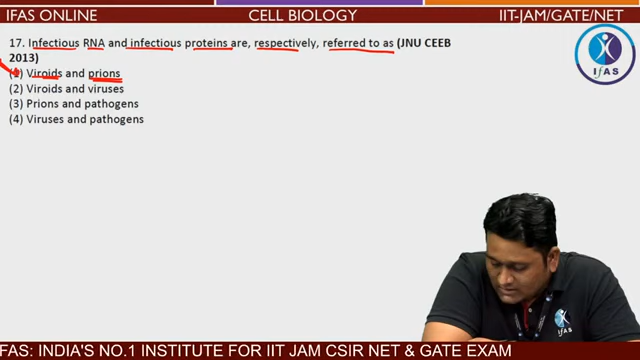 IFAS ONLINE CELL BIOLOGY IIT-JAM/GATE/NET
17. Infectious RNA and infectious proteins are, respectively, referred to as (JNU CEEB
2013)
(1) Viroids and prions
(2) Viroids and viruses
(3) Prions and pathogens
(4) Viruses and pathogens
IFAS
iFAS
FAS: INDIA'S NO.1 INSTITUTE FOR IIT JAM CSIR NET & GATE EXAM